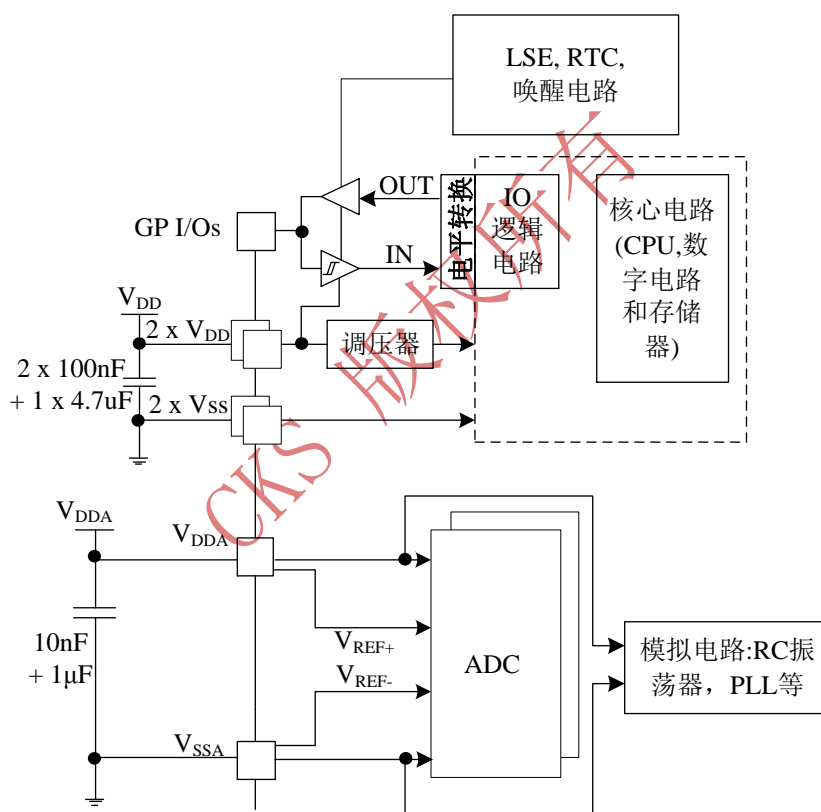 LSE, RTC,
唤醒电路
OUT
电平转换
IO
逻辑
电路
核心电路
(CPU,数
字电路
和存储
器)
GP I/Os
IN
VDD
2 x VDD
调压器
2 x 100nF
+ 1 x 4.7uF
2 x VSS
CKS 版权所有
VDDA
VDDA
10nF
+ 1μF
VREF+
VREF-
ADC
模拟电路:RC振
荡器，PLL等
VSSA